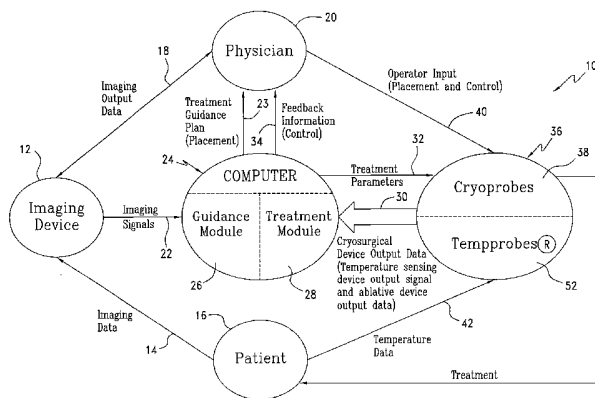 20
18
Physician
10
Imaging
Output
Data
Treatment
Guidance
Plan
(Placement)
23
34
Feedback
Information
(Control)
Operator Input
(Placement and Control)
40
12
24
32
36
38
COMPUTER
Treatment
Parameters
Cryoprobes
Imaging
Device
Imaging
Signals
22
Guidance
Module
Treatment
Module
30
Tempprobes ®
Cryosurgical
Device Output Data
(Temperature sensing
device output signal
and ablative device
output data)
26
28
52
Imaging
Data
14
16
42
Temperature
Data
Patient
Treatment